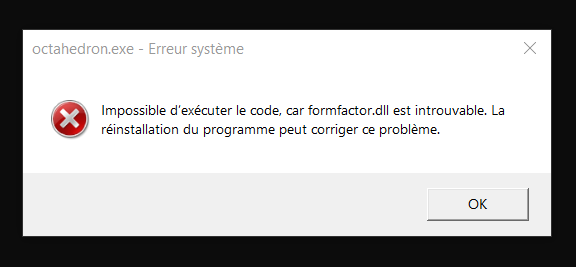 octahedron.exe - Erreur système
Impossible d'exécuter le code, car formfactor.dll est introuvable. La
réinstallation du programme peut corriger ce problème.
OK